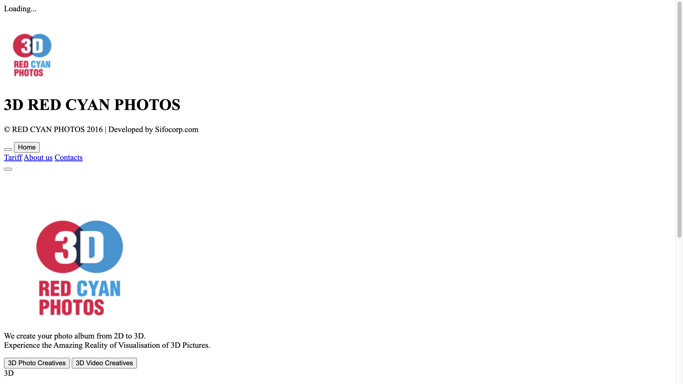 Loading...
3D
RED CYAN
PHOTOS
3D RED CYAN PHOTOS
© RED CYAN PHOTOS 2016 | Developed by Sifocorp.com
Home
Tariff About us Contacts
3D
RED CYAN
PHOTOS
We create your photo album from 2D to 3D.
Experience the Amazing Reality of Visualisation of 3D Pictures.
3D Photo Creatives 3D Video Creatives
3D